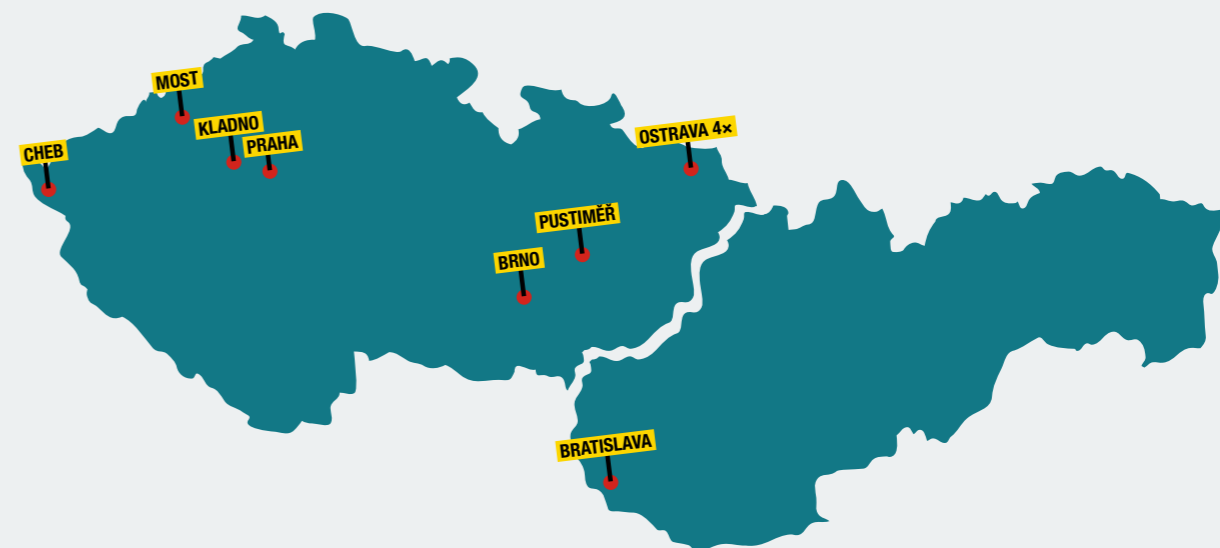 MOST
KLADNO
PRAHA
CHEB
OSTRAVA 4×
PUSTIMĚŘ
BRNO
BRATISLAVA